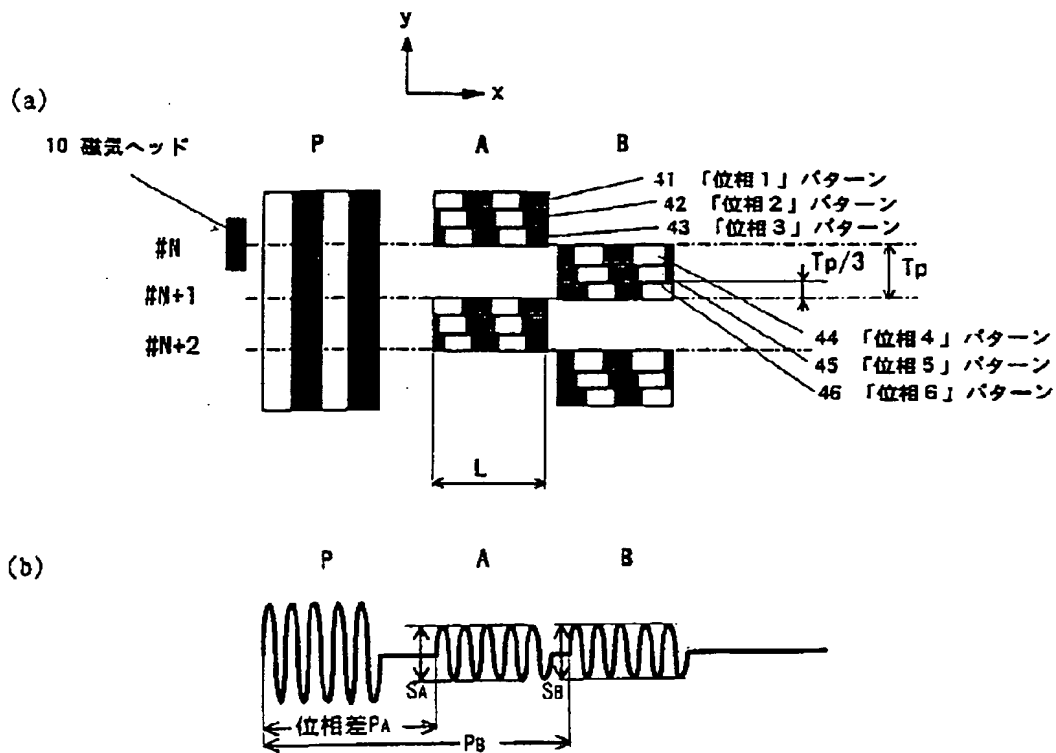 y
x
(a)
10 磁気ヘッド
P
A
B
41 「位相1」パターン
42 「位相2」パターン
43 「位相3」パターン
#N
Tp/3
Tp
#N+1
#N+2
44 「位相4」パターン
45 「位相5」パターン
46 「位相6」パターン
L
(b)
P
A
B
SA
SB
位相差PA
PB